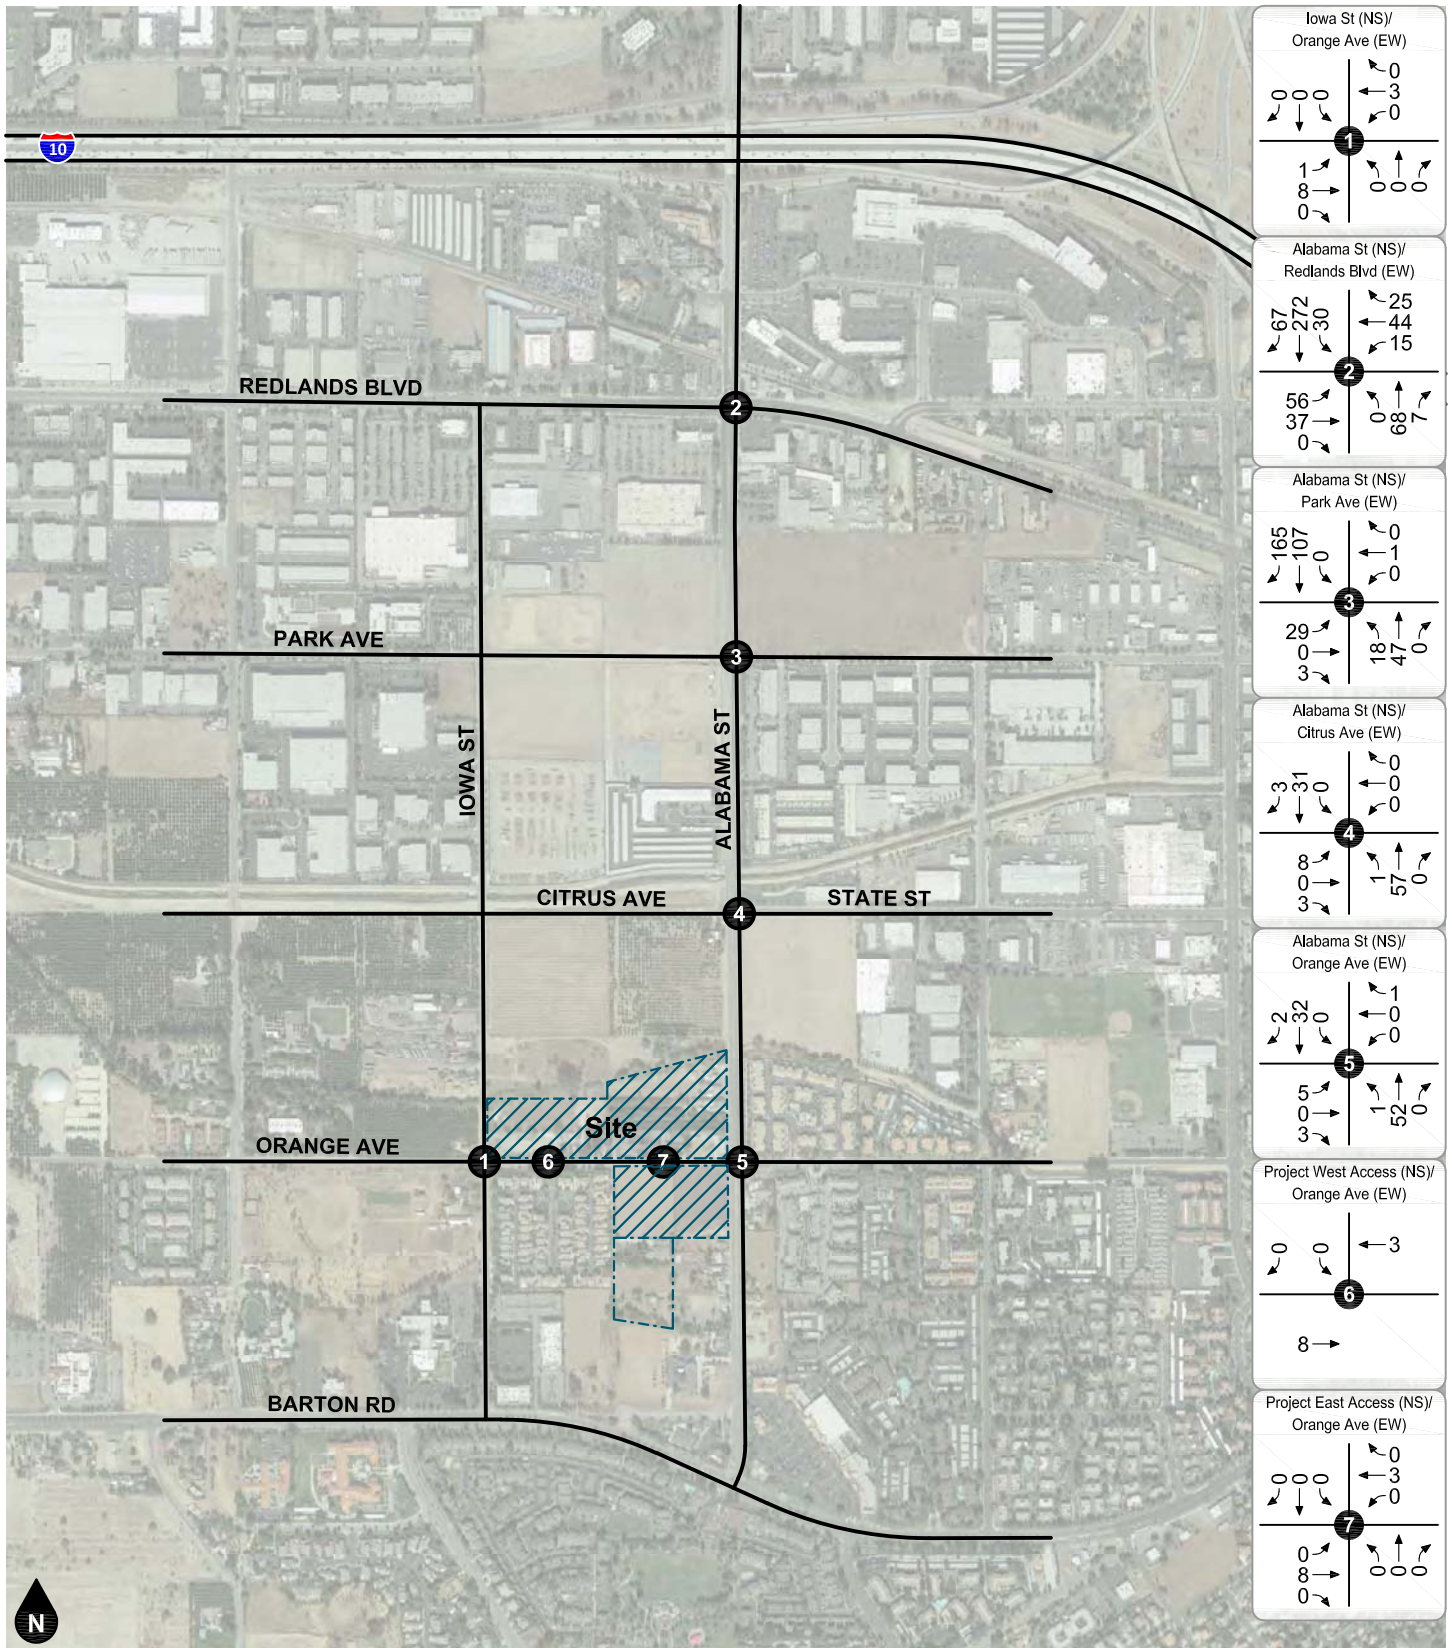 10
REDLANDS BLVD
2
PARK AVE
3
IOWA ST
ALABAMA ST
CITRUS AVE
4
STATE ST
Site
ORANGE AVE
1
6
7
5
BARTON RD
N
Iowa St (NS)/
Orange Ave (EW)
0 0 0
0
3
0
1
1
8
0
0 0 0
Alabama St (NS)/
Redlands Blvd (EW)
67 272 30
25
44
15
2
56
37
0
0 68 7
Alabama St (NS)/
Park Ave (EW)
165 107 0
0
1
0
3
29
0
3
18 47 0
Alabama St (NS)/
Citrus Ave (EW)
3 31 0
0
0
0
4
8
0
3
1 57 0
Alabama St (NS)/
Orange Ave (EW)
2 32 0
1
0
0
5
5
0
3
1 52 0
Project West Access (NS)/
Orange Ave (EW)
0 0
3
6
8
Project East Access (NS)/
Orange Ave (EW)
0 0 0
0
3
0
7
0
8
0
0 0 0